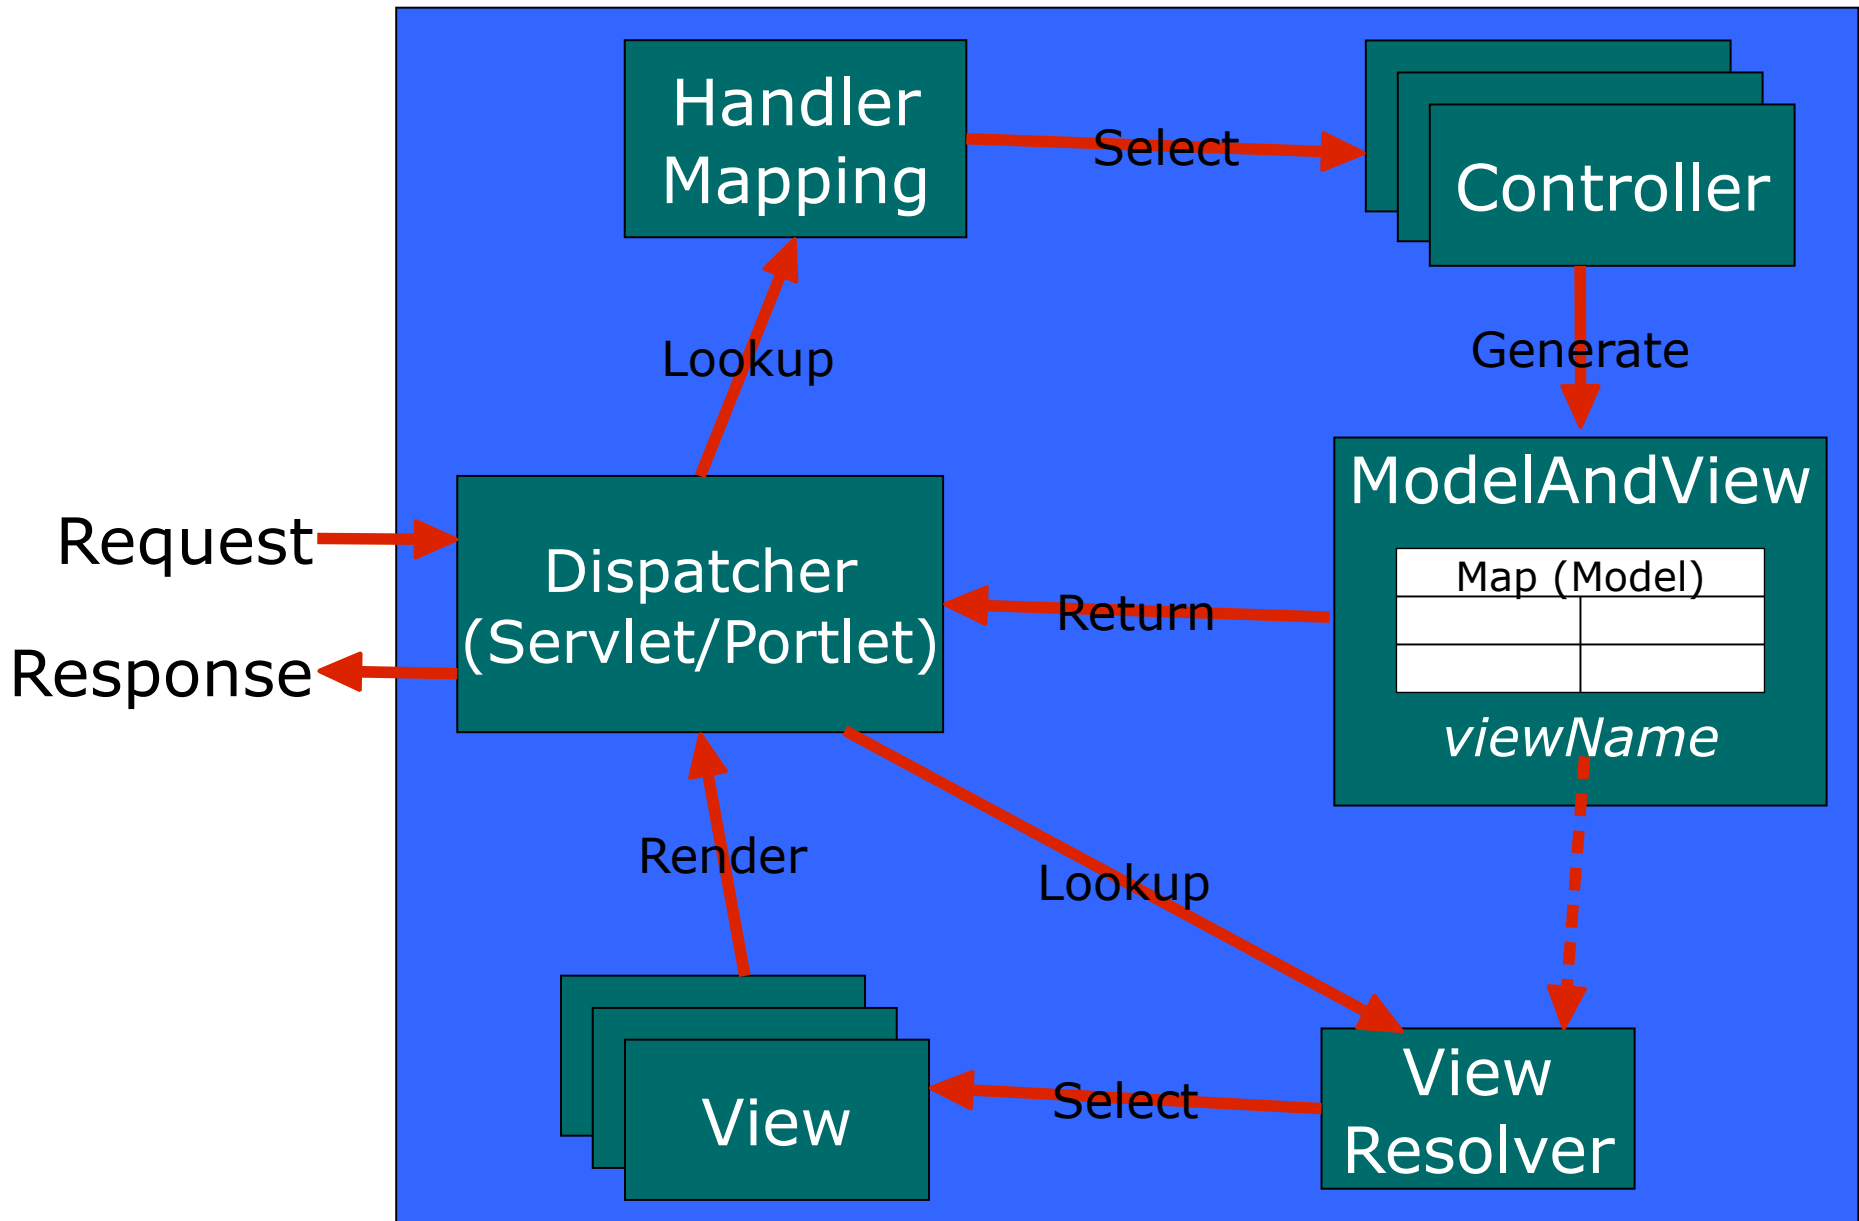 Handler
Mapping
Select
Controller
Lookup
Generate
Request
Response
Dispatcher
(Servlet/Portlet)
Return
ModelAndView
Map (Model)
viewName
Render
Lookup
View
Select
View
Resolver